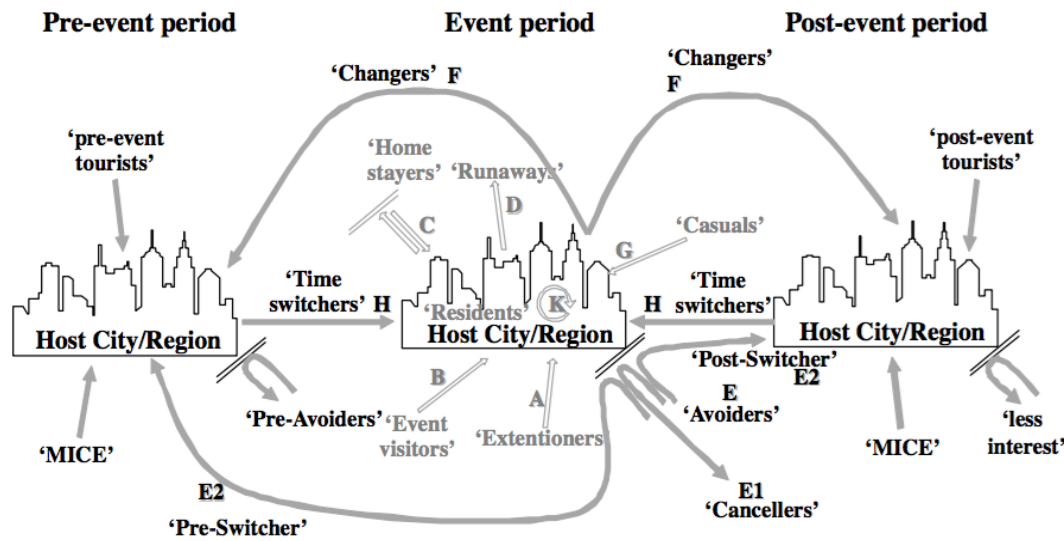 Pre-event period
Event period
Post-event period
‘Changers’ F
‘Changers’
F
‘pre-event
tourists’
‘Home
stayers’
‘Runaways’
D
C
‘post-event
tourists’
‘Casuals’
G
‘Time
switchers’ H
‘Residents’
K
H
‘Time
switchers’
Host City/Region
Host City/Region
Host City/Region
‘Post-Switcher’
E2
B
A
E
‘Avoiders’
‘Pre-Avoiders’
‘Event
visitors’
‘Extentioners
‘MICE’
‘MICE’
‘less
interest’
E2
‘Pre-Switcher’
E1
‘Cancellers’